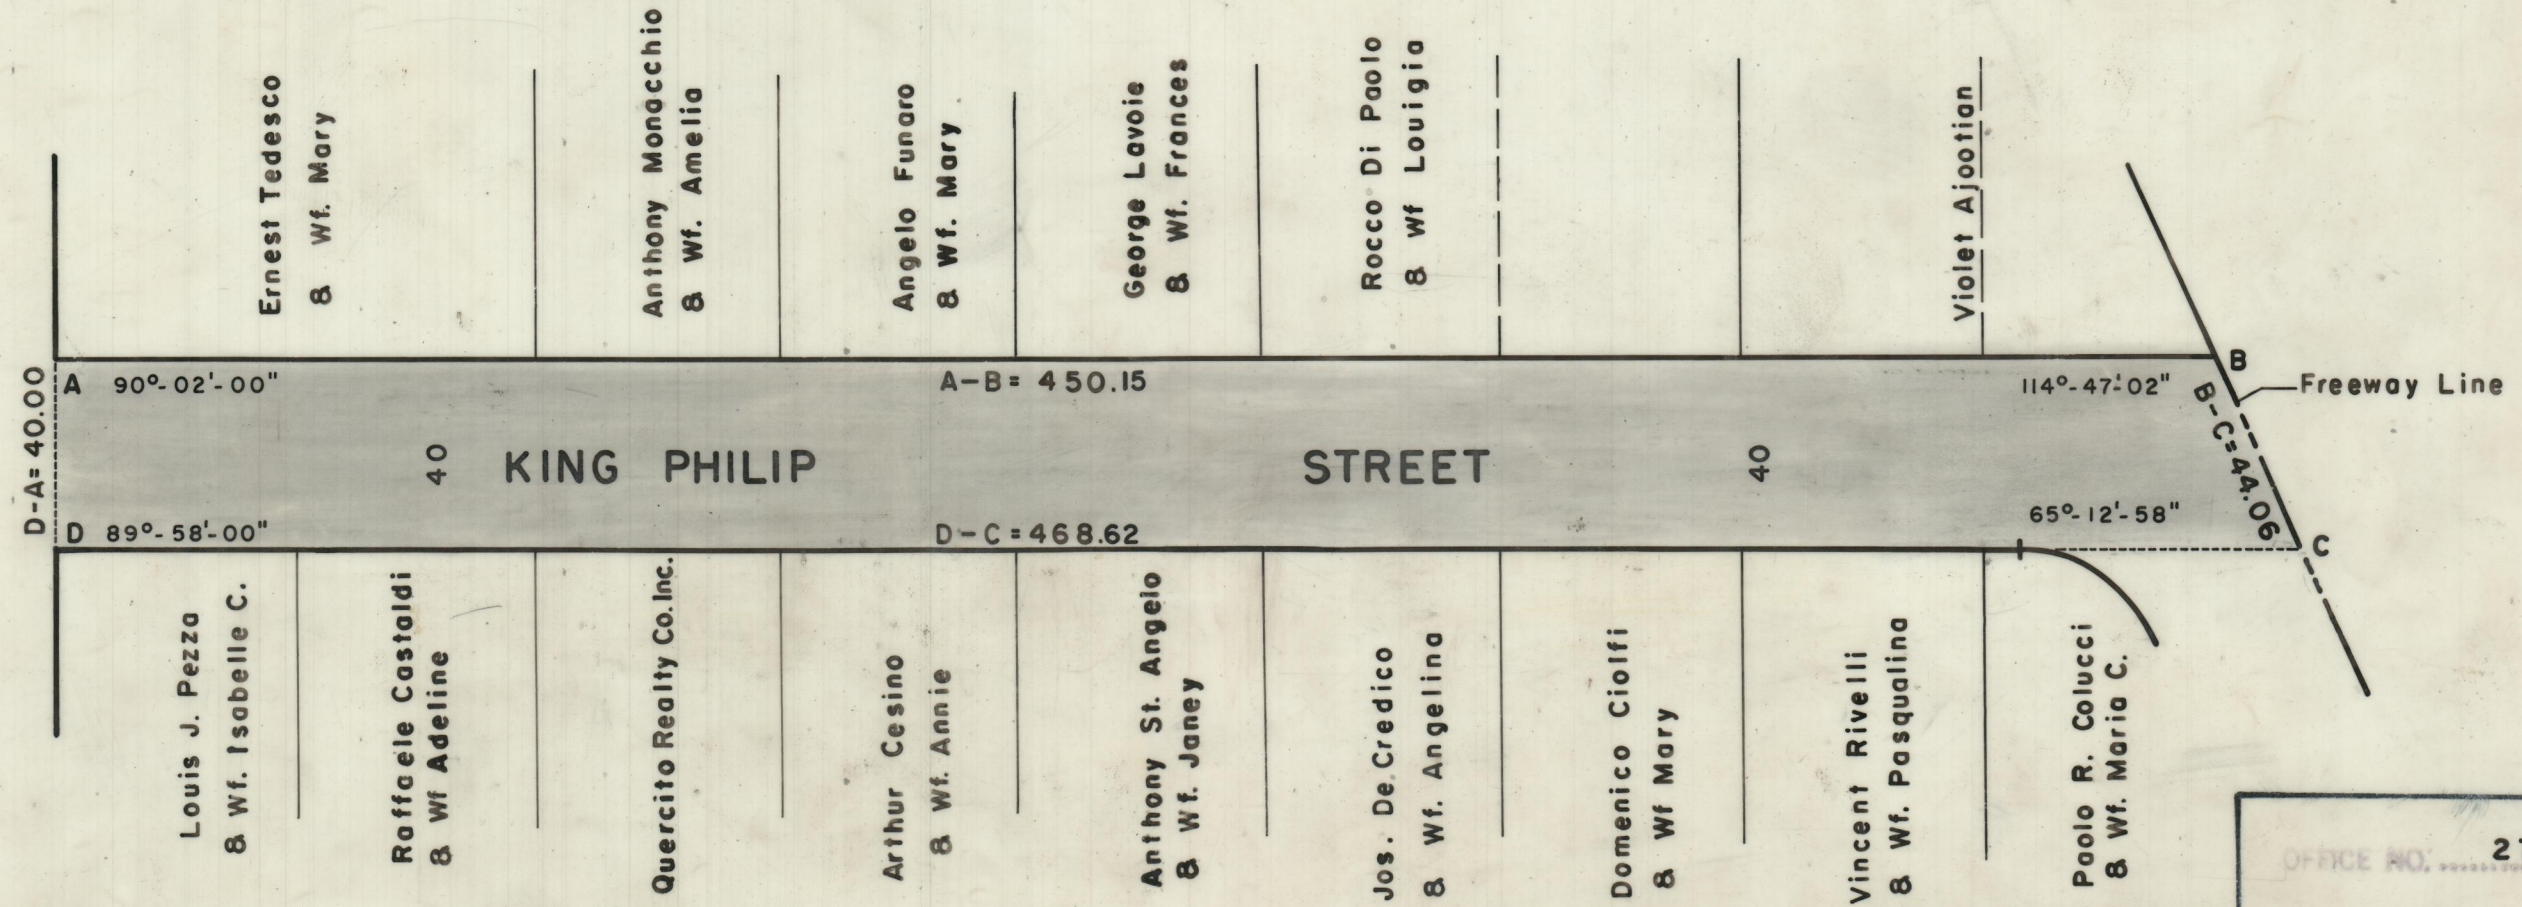 Ernest Tedesco
& Wf. Mary
Anthony Monacchio
& Wf. Amelia
Angelo Funaro
& Wf. Mary
George Lavoie
& Wf. Frances
Rocco Di Paolo
& Wf Louigia
Violet Ajootian
D-A= 40.00
A 90°-02'-00"
A-B= 450.15
114°-47'-02"
B
B-C=44.06
Freeway Line
40 KING PHILIP STREET 40
D 89°-58'-00"
D-C=468.62
65°-12'-58"
C
Louis J. Pezza
& Wf. Isabelle C.
Raffaele Castaldi
& Wf Adeline
Quercito Realty Co. Inc.
Arthur Cesino
& Wf. Annie
Anthony St. Angelo
& Wf. Janey
Jos. De Credico
& Wf. Angelina
Domenico Ciolfi
& Wf Mary
Vincent Rivelli
& Wf. Pasqualina
Paolo R. Colucci
& Wf. Maria C.
OFFICE NO.